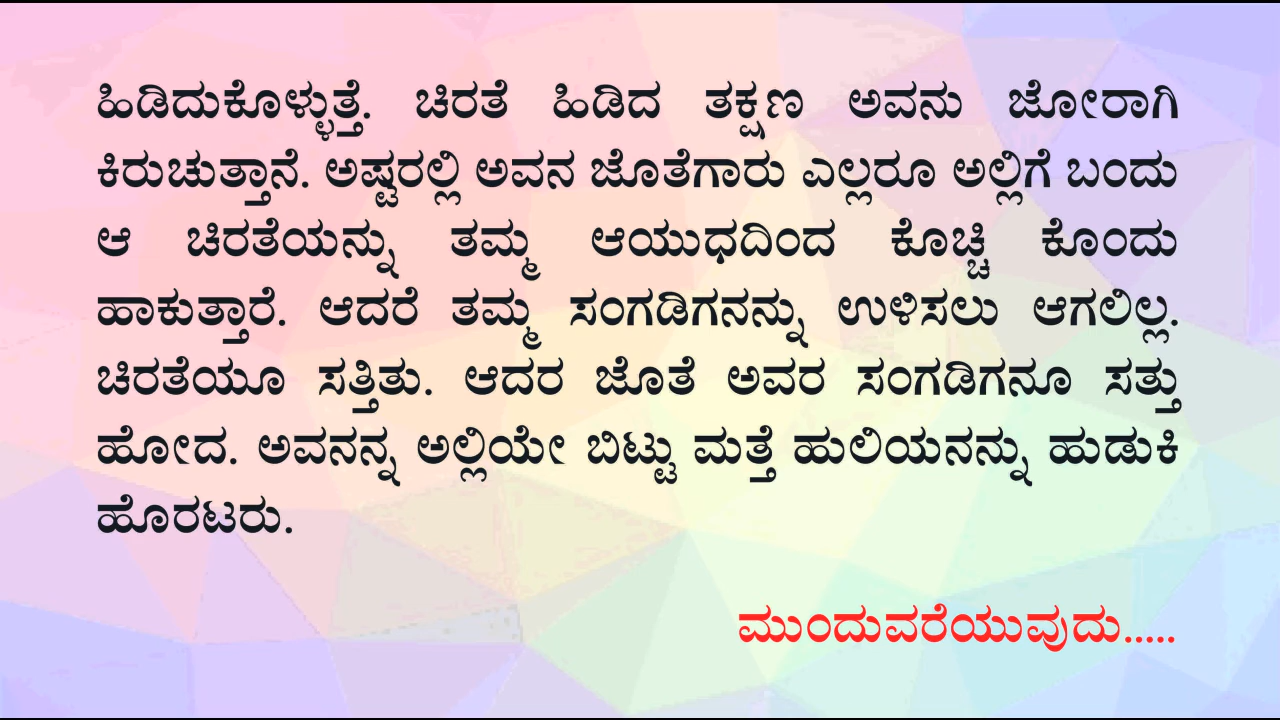 ಹಿಡಿದುಕೊಳ್ಳುತ್ತೆ. ಚಿರತೆ ಹಿಡಿದ ತಕ್ಷಣ ಅವನು ಜೋರಾಗಿ
ಕಿರುಚುತ್ತಾನೆ. ಅಷ್ಟರಲ್ಲಿ ಅವನ ಜೊತೆಗಾರು ಎಲ್ಲರೂ ಅಲ್ಲಿಗೆ ಬಂದು
ಆ ಚಿರತೆಯನ್ನು ತಮ್ಮ ಆಯುಧದಿಂದ ಕೊಚ್ಚಿ ಕೊಂದು
ಹಾಕುತ್ತಾರೆ. ಆದರೆ ತಮ್ಮ ಸಂಗಡಿಗನನ್ನು ಉಳಿಸಲು ಆಗಲಿಲ್ಲ.
ಚಿರತೆಯೂ ಸತ್ತಿತು. ಆದರ ಜೊತೆ ಅವರ ಸಂಗಡಿಗನೂ ಸತ್ತು
ಹೋದ. ಅವನನ್ನ ಅಲ್ಲಿಯೇ ಬಿಟ್ಟು ಮತ್ತೆ ಹುಲಿಯನನ್ನು ಹುಡುಕಿ
ಹೊರಟರು.
ಮುಂದುವರೆಯುವುದು.....